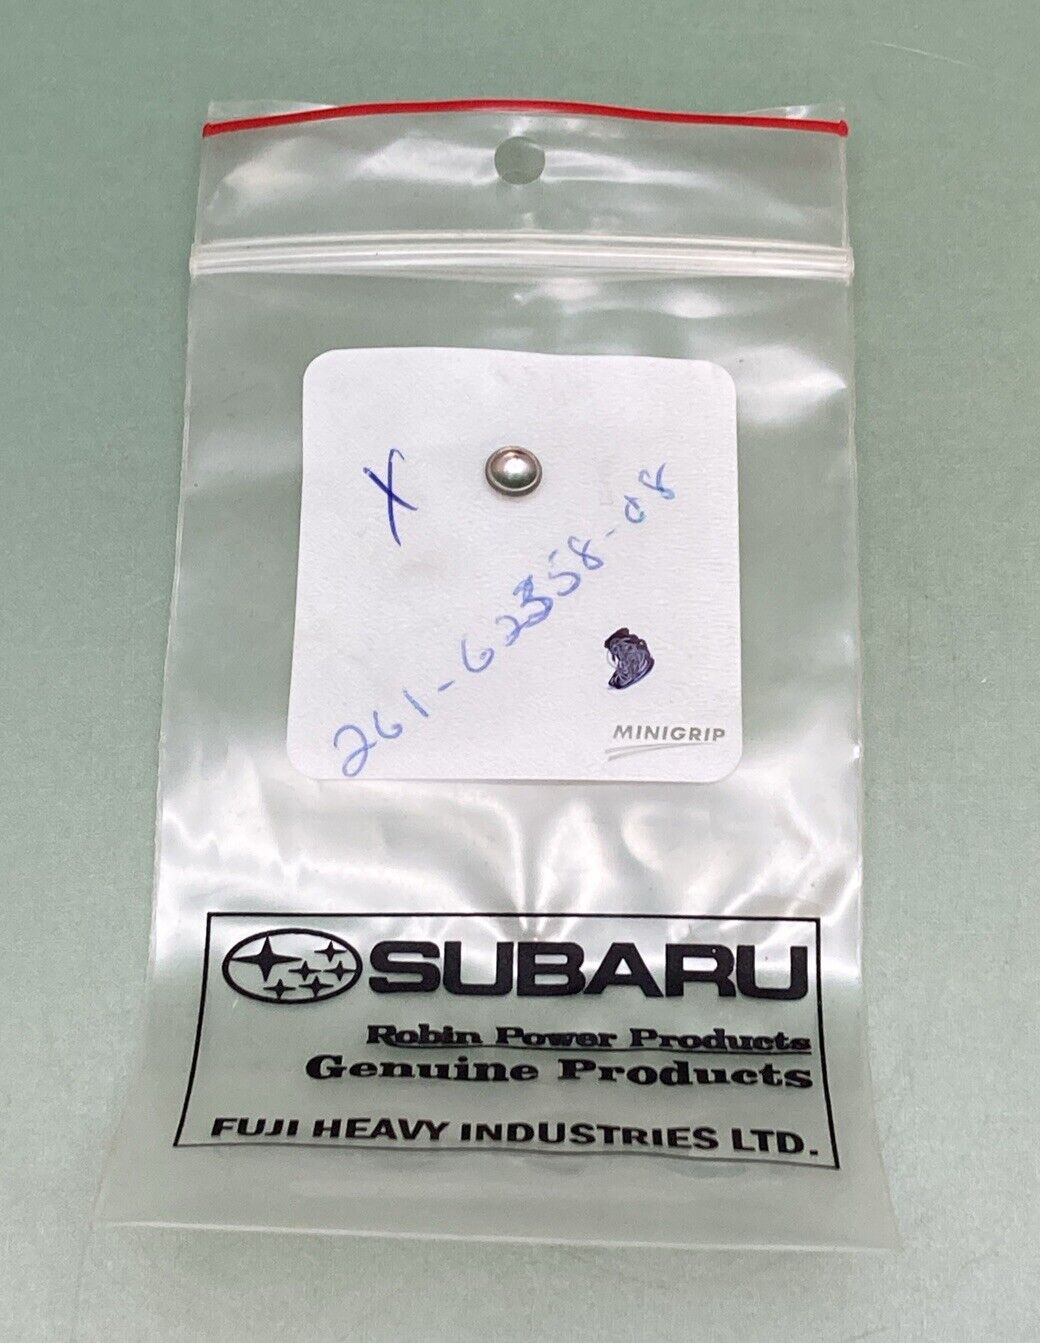 X
261-62358-08
MINIGRIP
SUBARU
Robin Power Products
Genuine Products
FUJI HEAVY INDUSTRIES LTD.